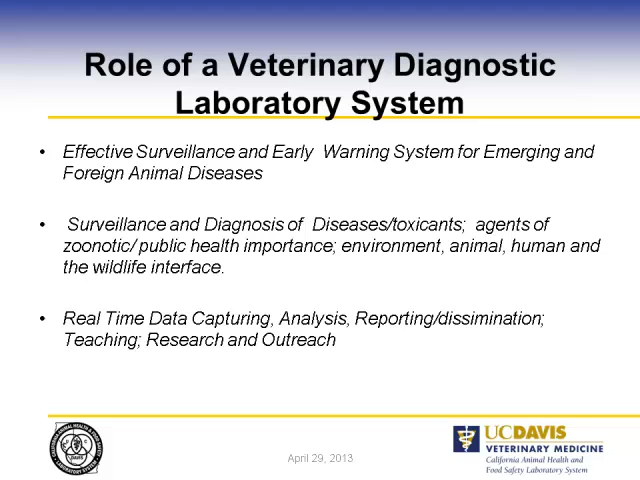 Role of a Veterinary Diagnostic
Laboratory System
• Effective Surveillance and Early Warning System for Emerging and
Foreign Animal Diseases
• Surveillance and Diagnosis of Diseases/toxicants; agents of
zoonotic/ public health importance; environment, animal, human and
the wildlife interface.
• Real Time Data Capturing, Analysis, Reporting/dissimination;
Teaching; Research and Outreach
April 29, 2013
UCDAVIS
VETERINARY MEDICINE
California Animal Health and
Food Safety Laboratory System